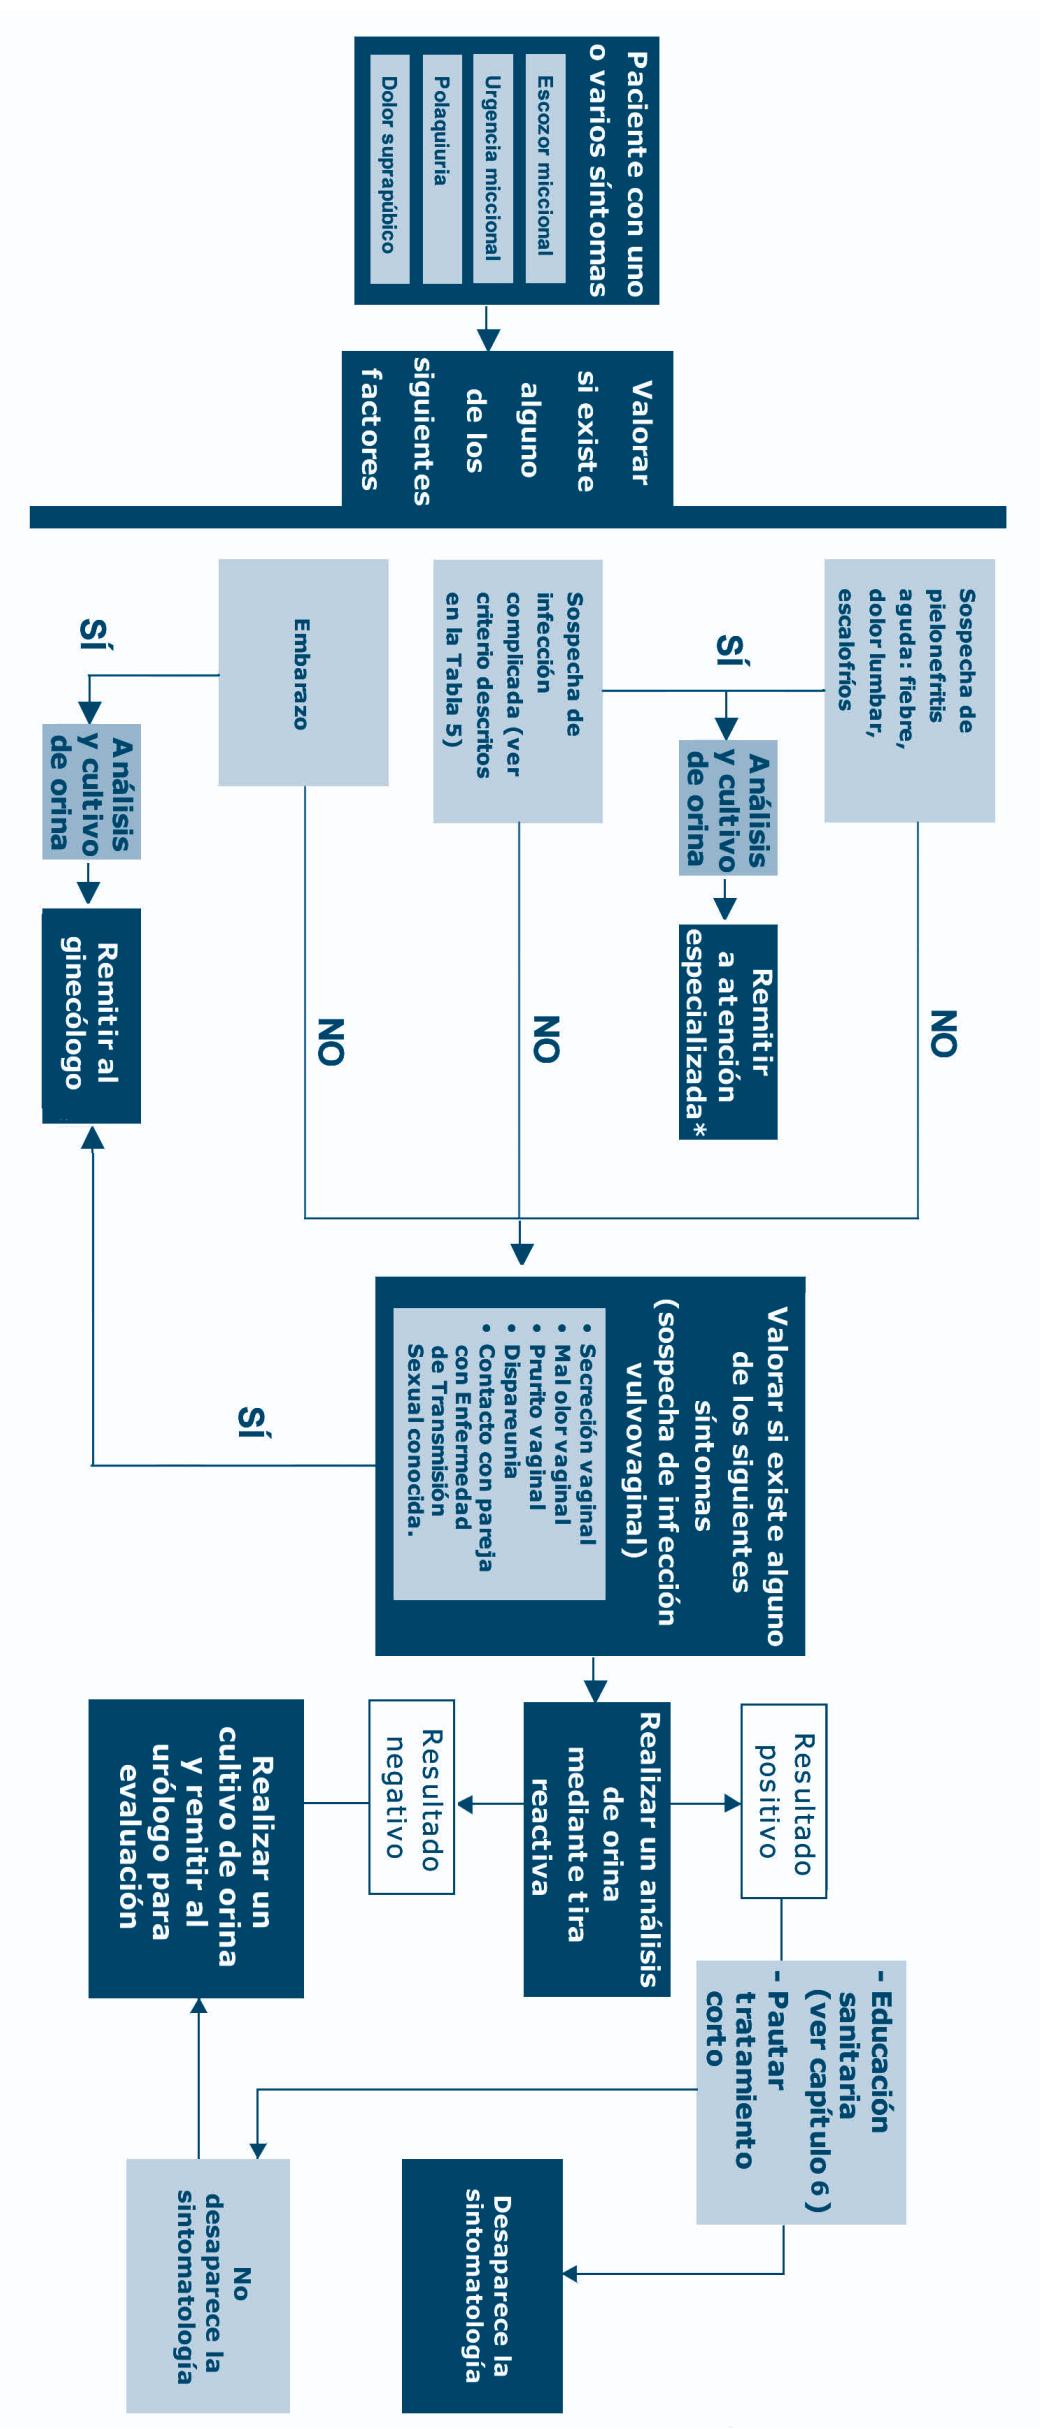 Paciente con uno
o varios síntomas
Escozor miccional
Urgencia miccional
Polaquiuria
Dolor suprapúbico
Valorar
si existe
alguno
de los
siguientes
factores
Sospecha de
pielonefritis
aguda: fiebre,
dolor lumbar,
escalofríos
SÍ
Análisis
y cultivo
de orina
Remitir
a atención
especializada*
NO
Sospecha de
infección
complicada (ver
criterio descritos
en la Tabla 5)
NO
Embarazo
SÍ
Análisis
y cultivo
de orina
Remitir al
ginecólogo
NO
Valorar si existe alguno
de los siguientes
síntomas
(sospecha de infección
vulvovaginal)
• Secreción vaginal
• Mal olor vaginal
• Prurito vaginal
• Dispareunia
• Contacto con pareja
con Enfermedad
de Transmisión
Sexual conocida.
SÍ
Realizar un análisis
de orina
mediante tira
reactiva
Resultado
positivo
Resultado
negativo
Realizar un
cultivo de orina
y remitir al
urólogo para
evaluación
- Educación
sanitaria
(ver capítulo 6)
- Pautar
tratamiento
corto
Desaparece la
sintomatología
No
desaparece la
sintomatología